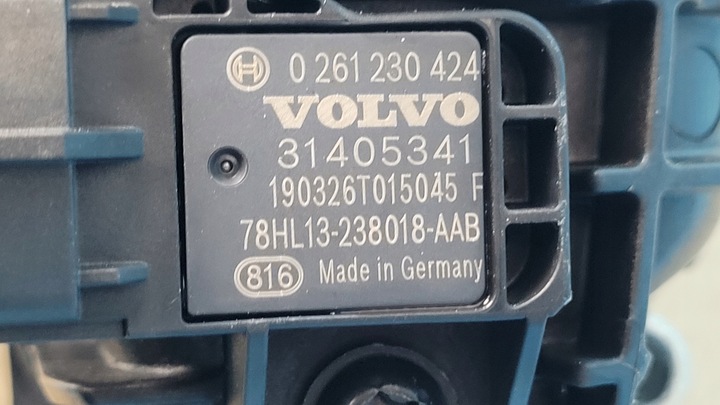 0 261 230 424
VOLVO
31405341
190326T015045 F
78HL13-238018-AAB
816 Made in Germany